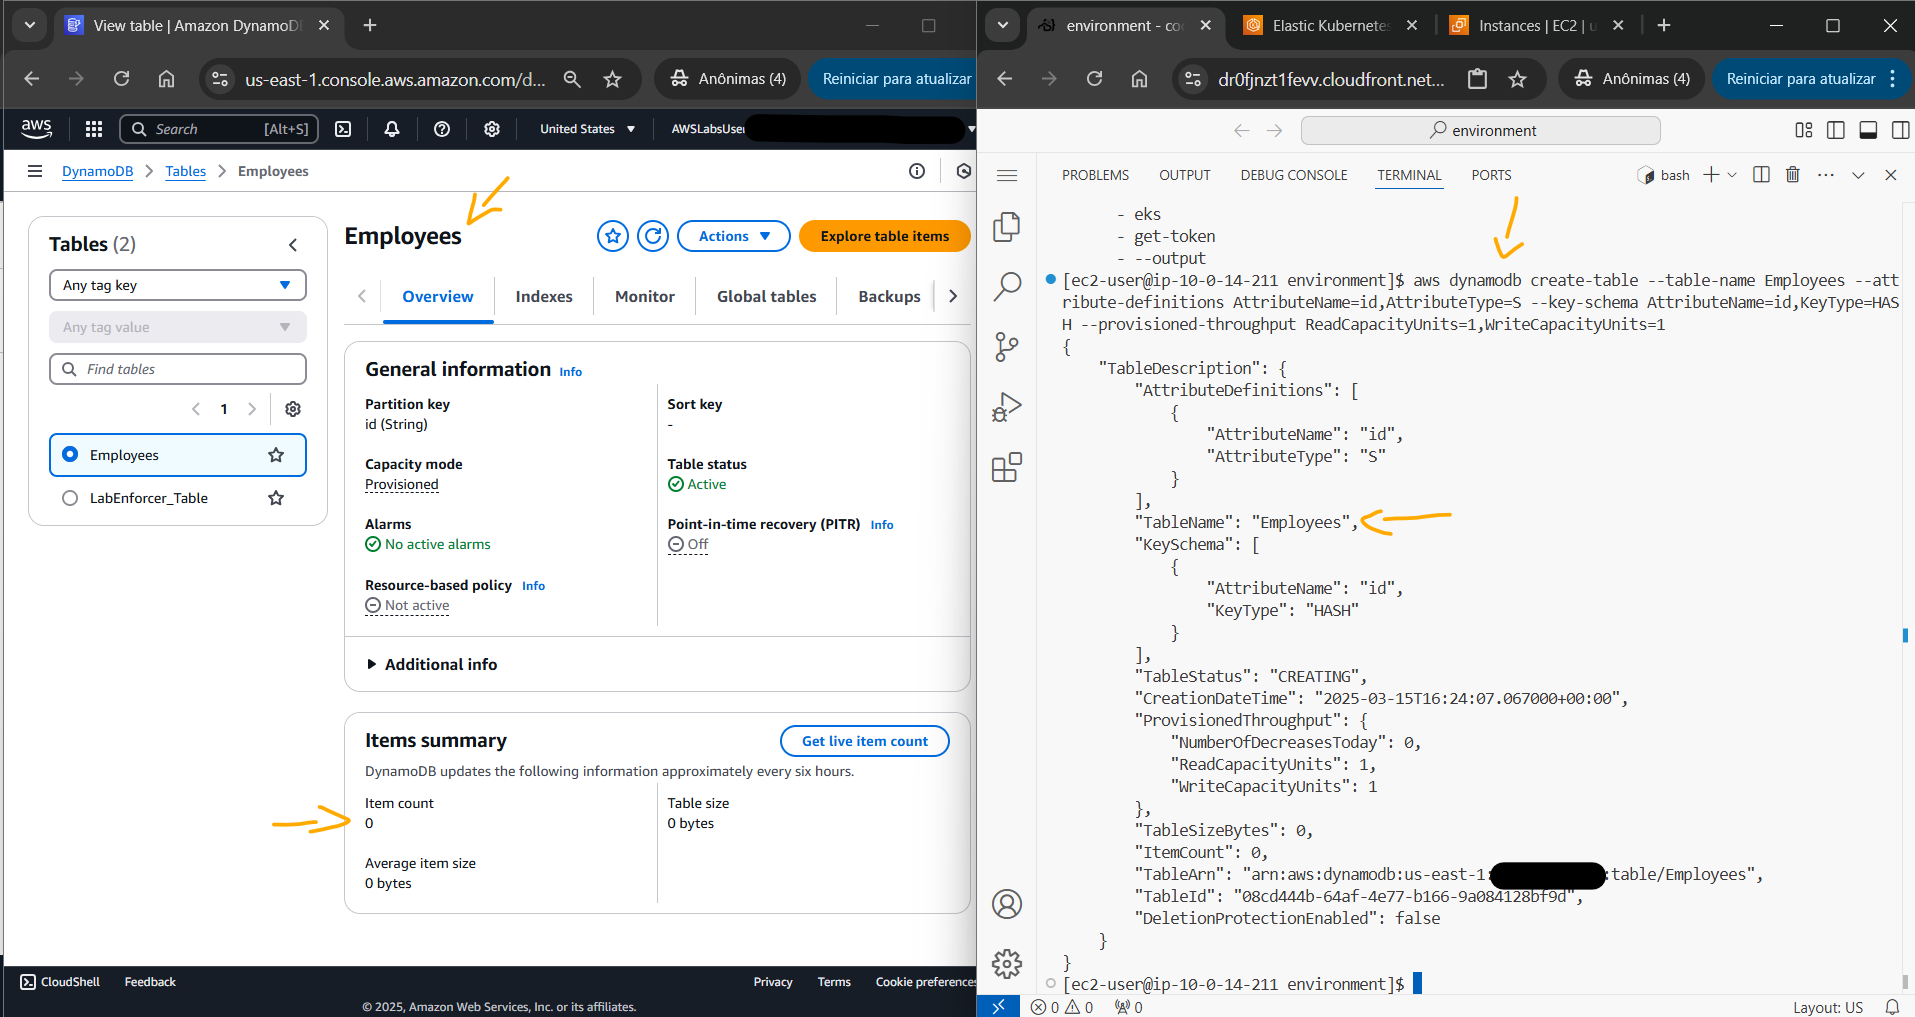 View table | Amazon DynamoDB
us-east-1.console.aws.amazon.com/d...
Anônimas (4)
Reiniciar para atualizar
aws
Search [Alt+S]
United States
AWSLabsUser
DynamoDB
Tables
Employees
Tables (2)
Any tag key
Any tag value
Find tables
1
Employees
LabEnforcer_Table
Employees
Actions
Explore table items
Overview
Indexes
Monitor
Global tables
Backups
General information Info
Partition key
id (String)
Sort key
-
Capacity mode
Provisioned
Table status
Active
Alarms
No active alarms
Point-in-time recovery (PITR) Info
Off
Resource-based policy Info
Not active
Additional info
Items summary
Get live item count
DynamoDB updates the following information approximately every six hours.
Item count
0
Table size
0 bytes
Average item size
0 bytes
CloudShell
Feedback
Privacy
Terms
Cookie preferences
© 2025, Amazon Web Services, Inc. or its affiliates.
environment - co
Elastic Kubernetes
Instances | EC2 | u
dr0fjnzt1fevv.cloudfront.net...
Anônimas (4)
Reiniciar para atualizar
environment
PROBLEMS
OUTPUT
DEBUG CONSOLE
TERMINAL
PORTS
bash
- eks
- get-token
- --output
[ec2-user@ip-10-0-14-211 environment]$ aws dynamodb create-table --table-name Employees --att
ribute-definitions AttributeName=id,AttributeType=S --key-schema AttributeName=id,KeyType=HAS
H --provisioned-throughput ReadCapacityUnits=1,WriteCapacityUnits=1
{
"TableDescription": {
"AttributeDefinitions": [
{
"AttributeName": "id",
"AttributeType": "S"
}
],
"TableName": "Employees",
"KeySchema": [
{
"AttributeName": "id",
"KeyType": "HASH"
}
],
"TableStatus": "CREATING",
"CreationDateTime": "2025-03-15T16:24:07.067000+00:00",
"ProvisionedThroughput": {
"NumberOfDecreasesToday": 0,
"ReadCapacityUnits": 1,
"WriteCapacityUnits": 1
},
"TableSizeBytes": 0,
"ItemCount": 0,
"TableArn": "arn:aws:dynamodb:us-east-1: :table/Employees",
"TableId": "08cd444b-64af-4e77-b166-9a084128bf9d",
"DeletionProtectionEnabled": false
}
}
[ec2-user@ip-10-0-14-211 environment]$
0 0 0
Layout: US